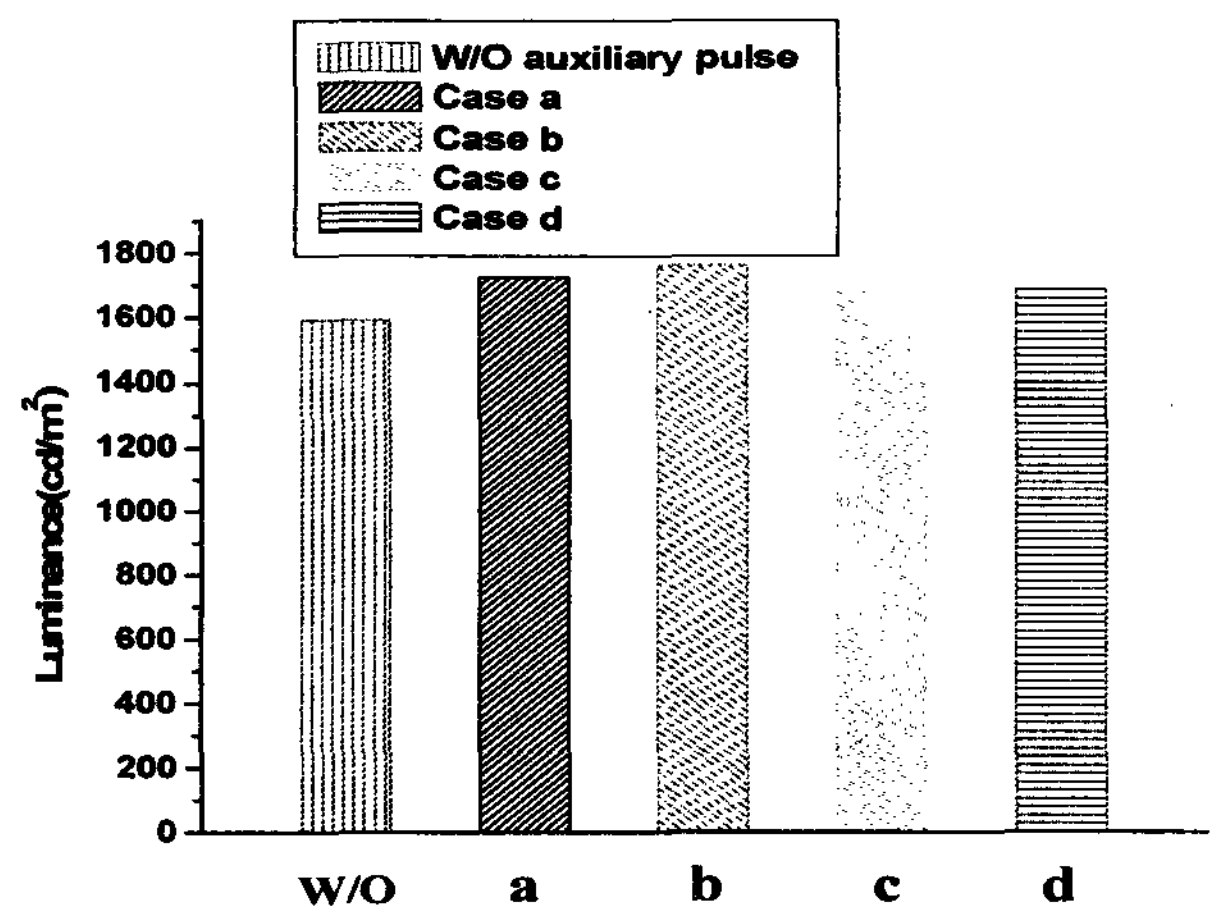 W/O auxiliary pulse
Case a
Case b
Case c
Case d
1800
1600
1400
1200
1000
800
600
400
200
0
Luminance(cd/m²)
W/O a b c d